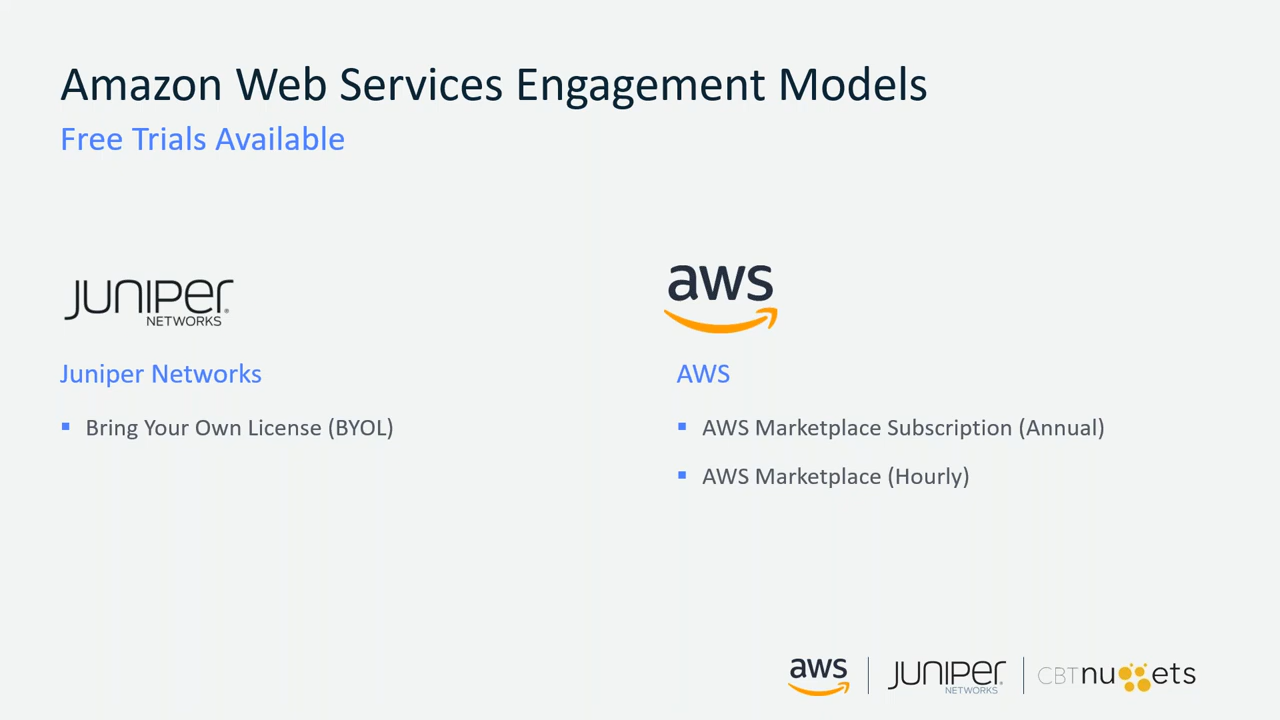 Amazon Web Services Engagement Models
Free Trials Available
JUNIPEr
NETWORKS
Juniper Networks
Bring Your Own License (BYOL)
aws
AWS
AWS Marketplace Subscription (Annual)
AWS Marketplace (Hourly)
aws
JUNIPEr
NETWORKS
CBTnuggets